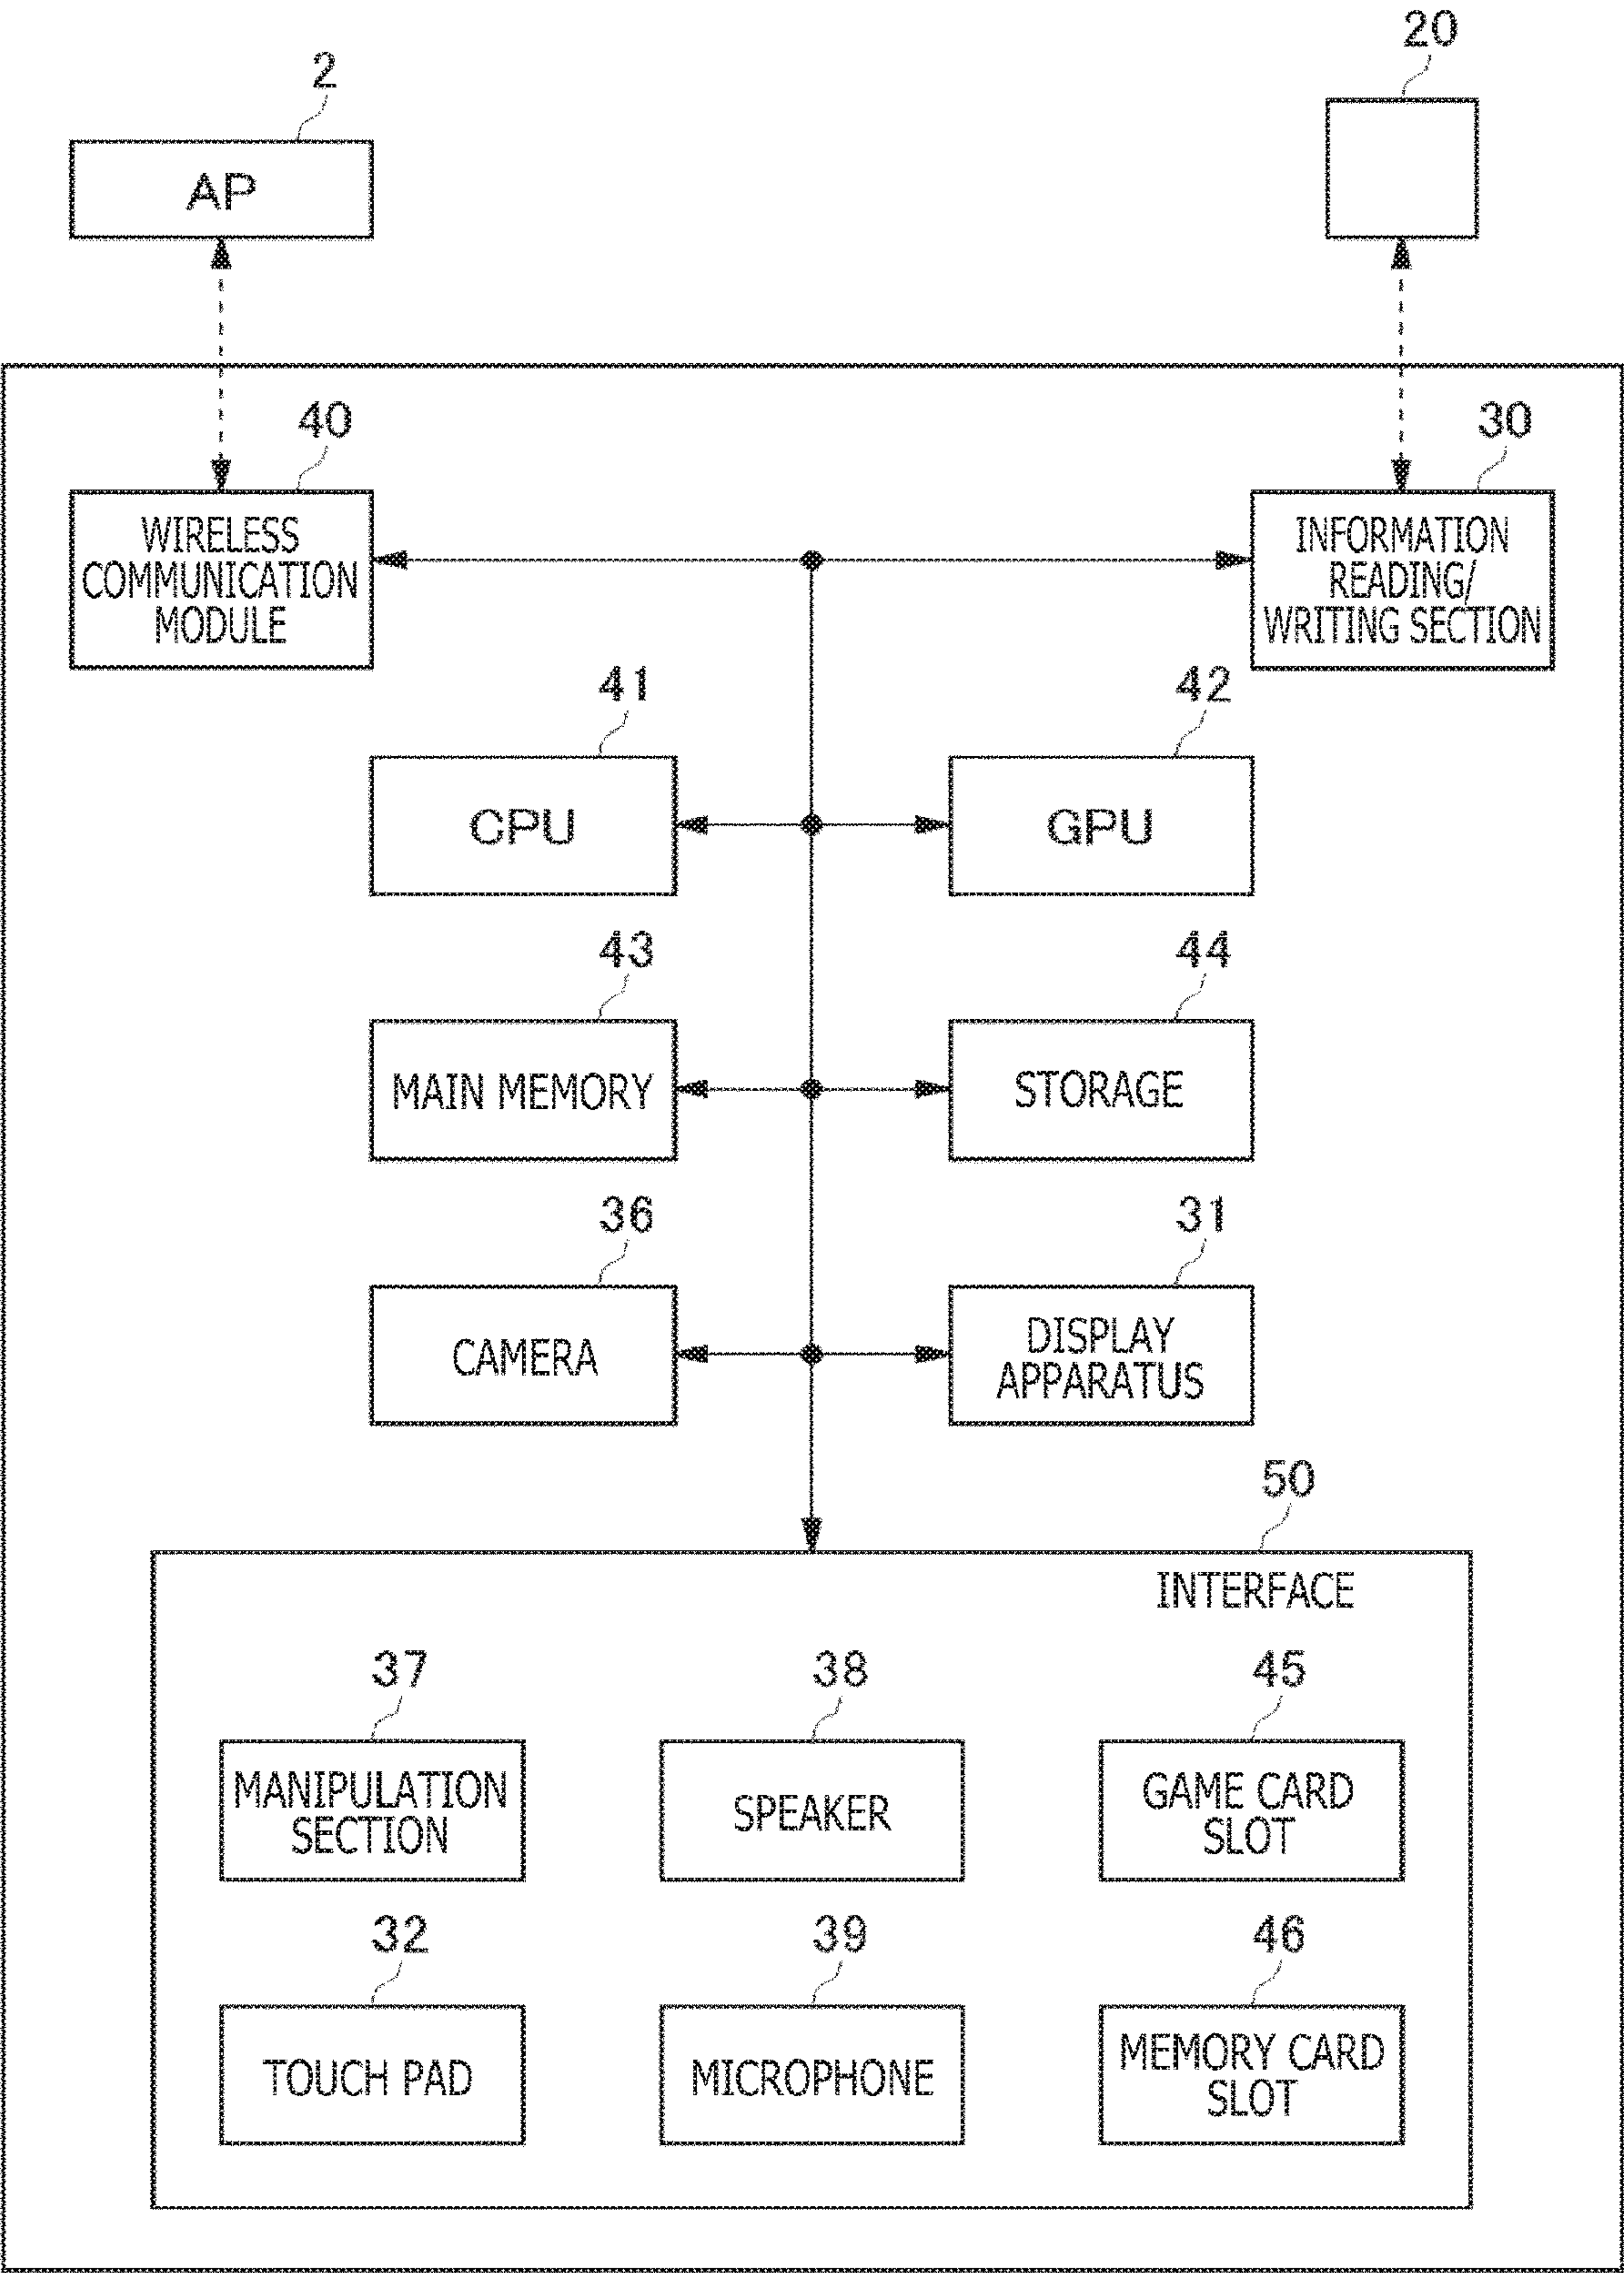 20
2
AP
40
30
WIRELESS
COMMUNICATION
MODULE
INFORMATION
READING/
WRITING SECTION
41
42
CPU
GPU
43
44
MAIN MEMORY
STORAGE
36
31
CAMERA
DISPLAY
APPARATUS
50
INTERFACE
37
38
45
MANIPULATION
SECTION
SPEAKER
GAME CARD
SLOT
32
39
46
TOUCH PAD
MICROPHONE
MEMORY CARD
SLOT